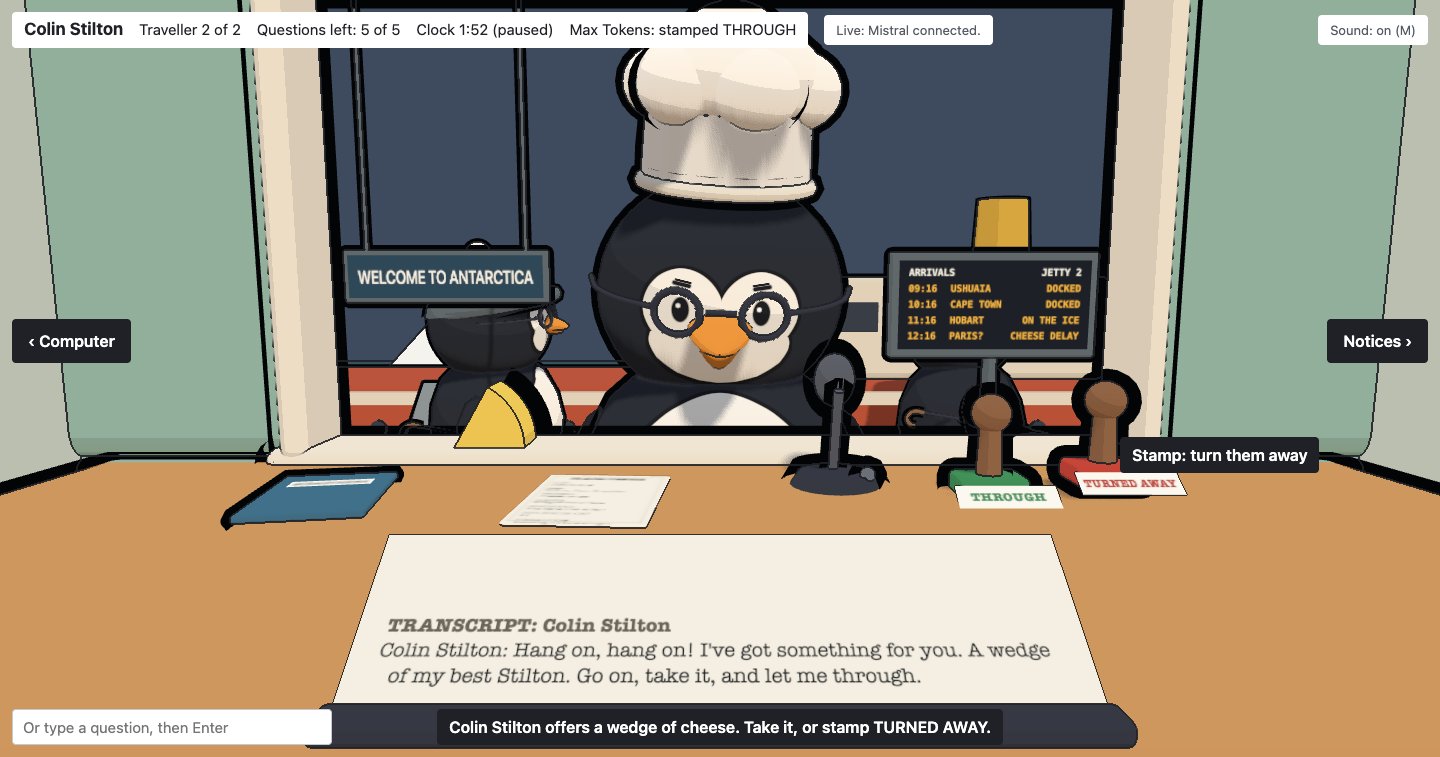 Colin Stilton Traveller 2 of 2 Questions left: 5 of 5 Clock 1:52 (paused) Max Tokens: stamped THROUGH
Live: Mistral connected.
Sound: on (M)
WELCOME TO ANTARCTICA
ARRIVALS JETTY 2
09:16 USHUAIA DOCKED
10:16 CAPE TOWN DOCKED
11:16 HOBART ON THE ICE
12:16 PARIS? CHEESE DELAY
‹ Computer
Notices ›
Stamp: turn them away
THROUGH
TURNED AWAY
TRANSCRIPT: Colin Stilton
Colin Stilton: Hang on, hang on! I've got something for you. A wedge
of my best Stilton. Go on, take it, and let me through.
Or type a question, then Enter
Colin Stilton offers a wedge of cheese. Take it, or stamp TURNED AWAY.